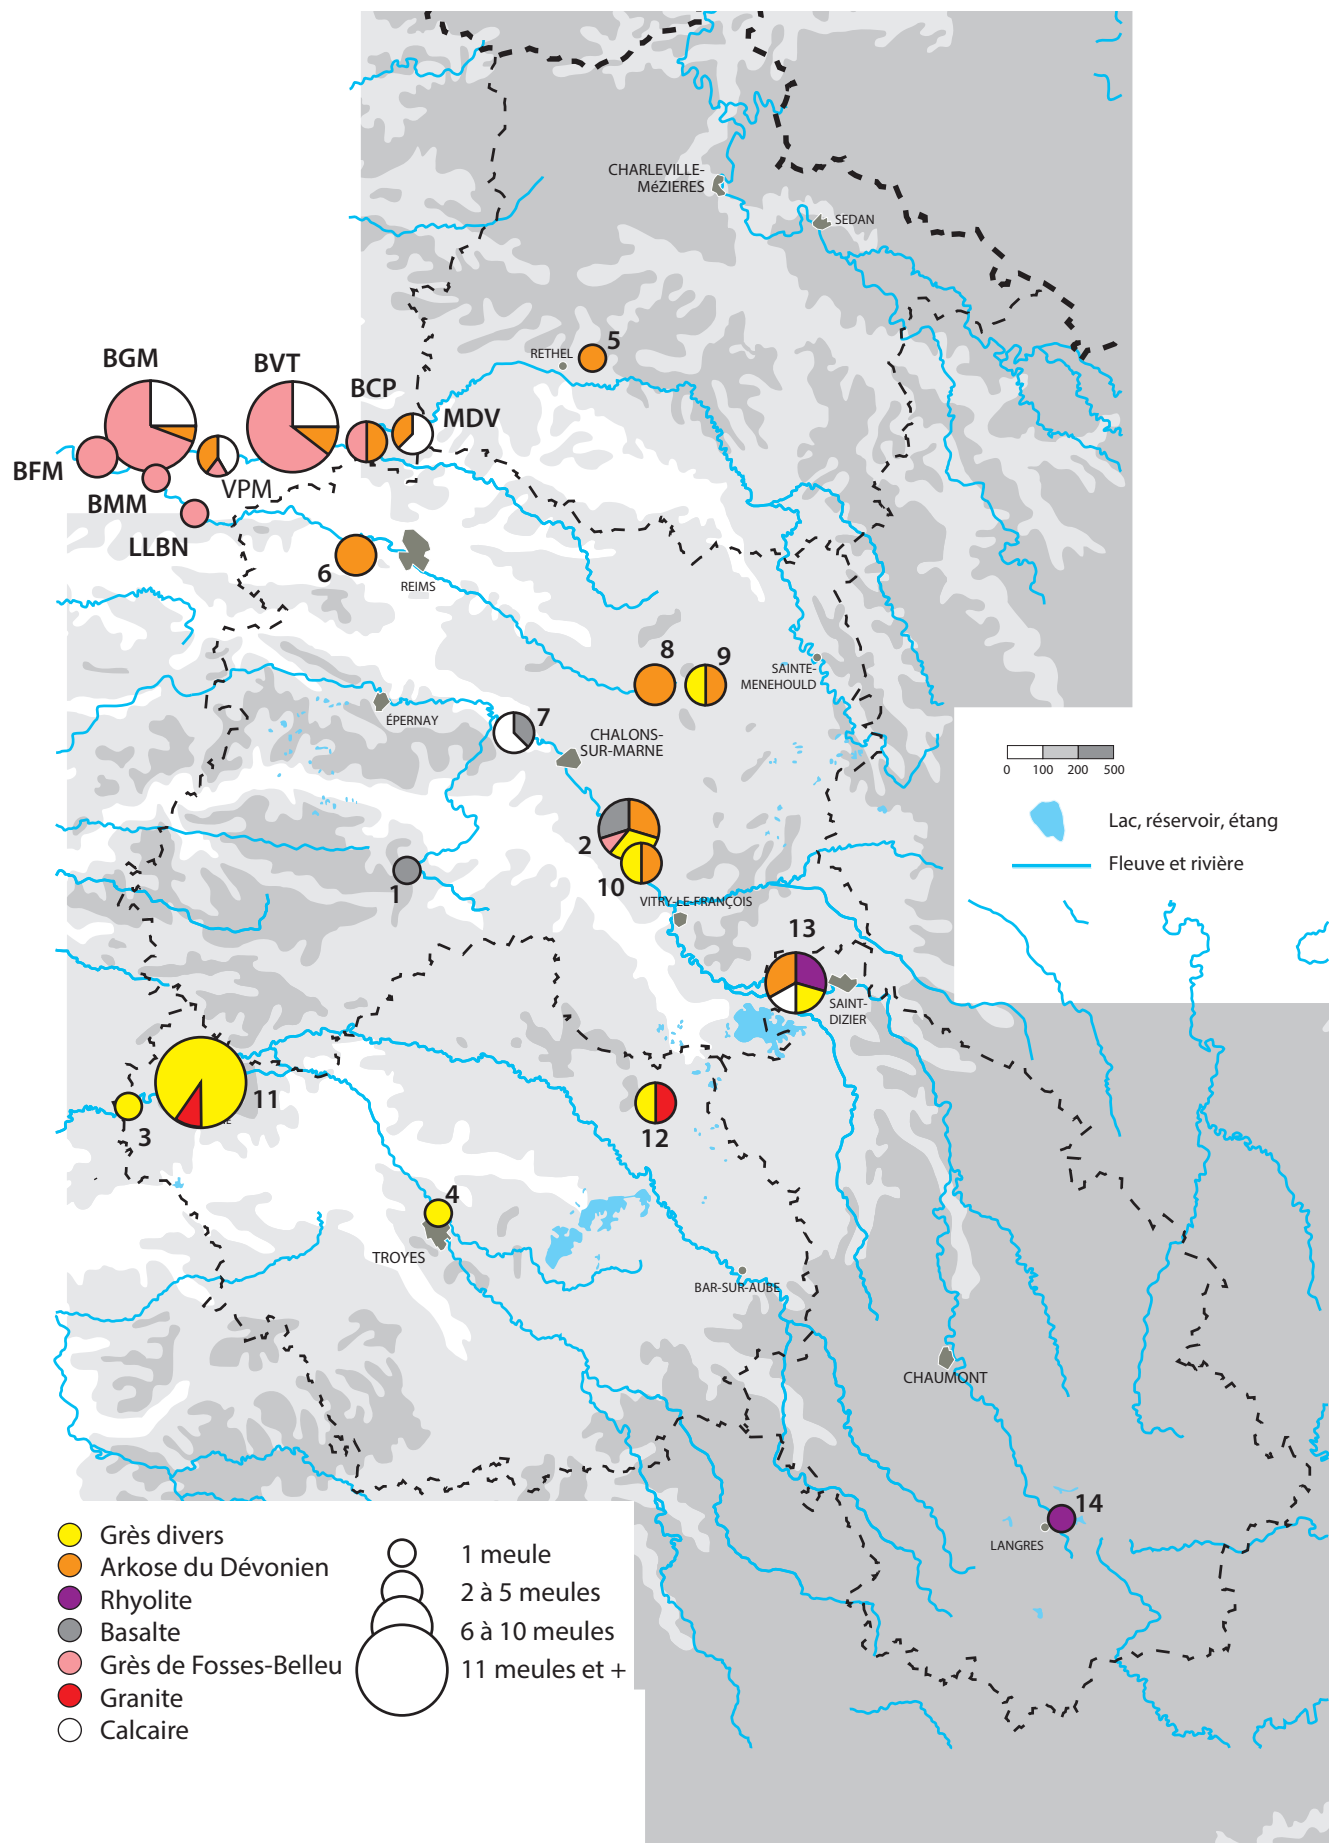 CHARLEVILLE-
MéZIERES
SEDAN
5
RETHEL
BGM
BVT
BCP
MDV
BFM
VPM
BMM
LLBN
6
REIMS
8
9
SAINTE-
MENEHOULD
ÉPERNAY
7
CHALONS-
SUR-MARNE
0
100
200
500
Lac, réservoir, étang
Fleuve et rivière
2
10
1
VITRY-LE-FRANÇOIS
13
SAINT-
DIZIER
11
3
12
4
TROYES
BAR-SUR-AUBE
CHAUMONT
14
LANGRES
Grès divers
Arkose du Dévonien
Rhyolite
Basalte
Grès de Fosses-Belleu
Granite
Calcaire
1 meule
2 à 5 meules
6 à 10 meules
11 meules et +